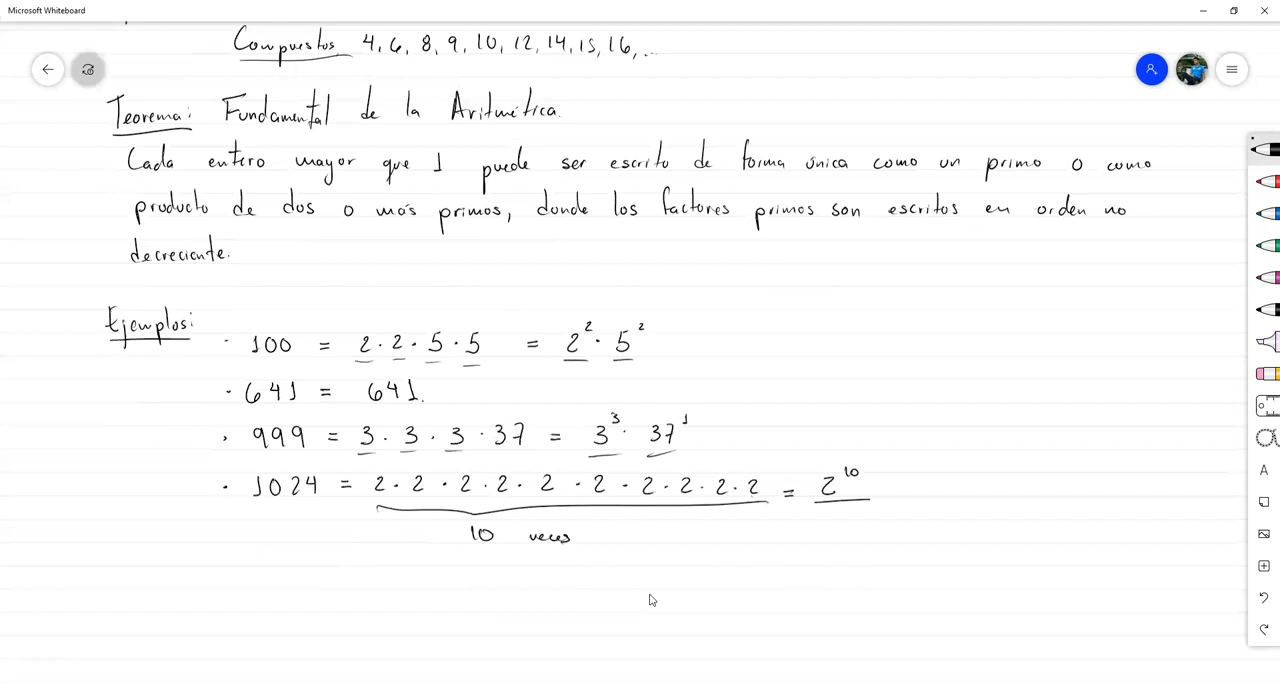 Microsoft Whiteboard
Compuestos 4, 6, 8, 9, 10, 12, 14, 15, 16, ...
Teorema: Fundamental de la Aritmética.
Cada entero mayor que 1 puede ser escrito de forma única como un primo o como
producto de dos o más primos, donde los factores primos son escritos en orden no
decreciente.
Ejemplos:
· 100 = 2 · 2 · 5 · 5 = 2² · 5²
· 641 = 641.
· 999 = 3 · 3 · 3 · 37 = 3³ · 37¹
· 1024 = 2 · 2 · 2 · 2 · 2 · 2 · 2 · 2 · 2 · 2 = 2¹⁰
10 veces